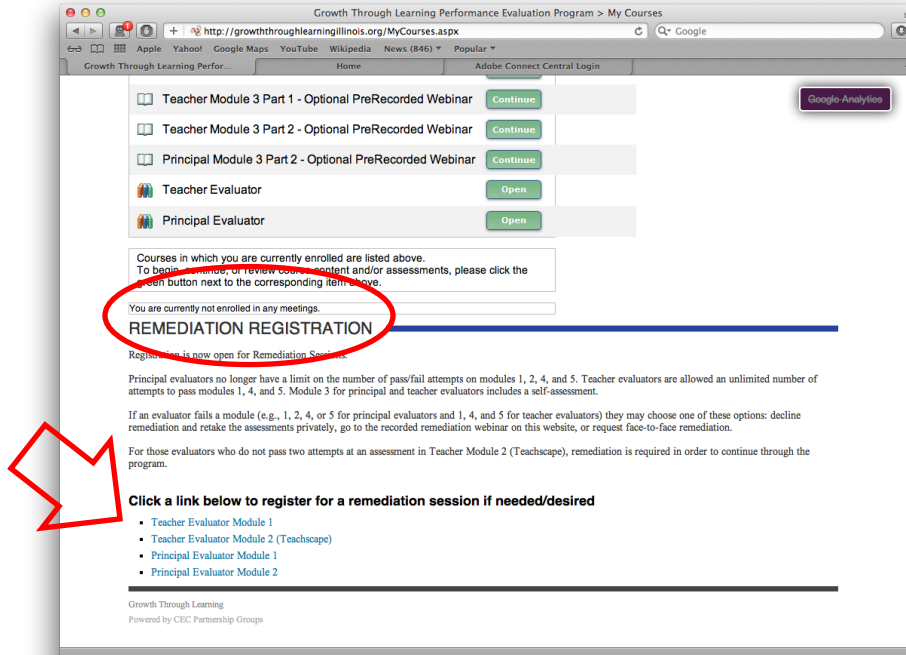 Growth Through Learning Performance Evaluation Program > My Courses
+ http://growththroughlearningillinois.org/MyCourses.aspx Google
Apple Yahoo! Google Maps YouTube Wikipedia News (846) Popular
Growth Through Learning Perfor... Home Adobe Connect Central Login
Teacher Module 3 Part 1 - Optional PreRecorded Webinar Continue
Google Analytics
Teacher Module 3 Part 2 - Optional PreRecorded Webinar Continue
Principal Module 3 Part 2 - Optional PreRecorded Webinar Continue
Teacher Evaluator Open
Principal Evaluator Open
Courses in which you are currently enrolled are listed above.
To begin, continue, or review course content and/or assessments, please click the
green button next to the corresponding item above.
You are currently not enrolled in any meetings.
REMEDIATION REGISTRATION
Registration is now open for Remediation Sessions.
Principal evaluators no longer have a limit on the number of pass/fail attempts on modules 1, 2, 4, and 5. Teacher evaluators are allowed an unlimited number of
attempts to pass modules 1, 4, and 5. Module 3 for principal and teacher evaluators includes a self-assessment.
If an evaluator fails a module (e.g., 1, 2, 4, or 5 for principal evaluators and 1, 4, and 5 for teacher evaluators) they may choose one of these options: decline
remediation and retake the assessments privately, go to the recorded remediation webinar on this website, or request face-to-face remediation.
For those evaluators who do not pass two attempts at an assessment in Teacher Module 2 (Teachscape), remediation is required in order to continue through the
program.
Click a link below to register for a remediation session if needed/desired
Teacher Evaluator Module 1
Teacher Evaluator Module 2 (Teachscape)
Principal Evaluator Module 1
Principal Evaluator Module 2
Growth Through Learning
Powered by CEC Partnership Groups